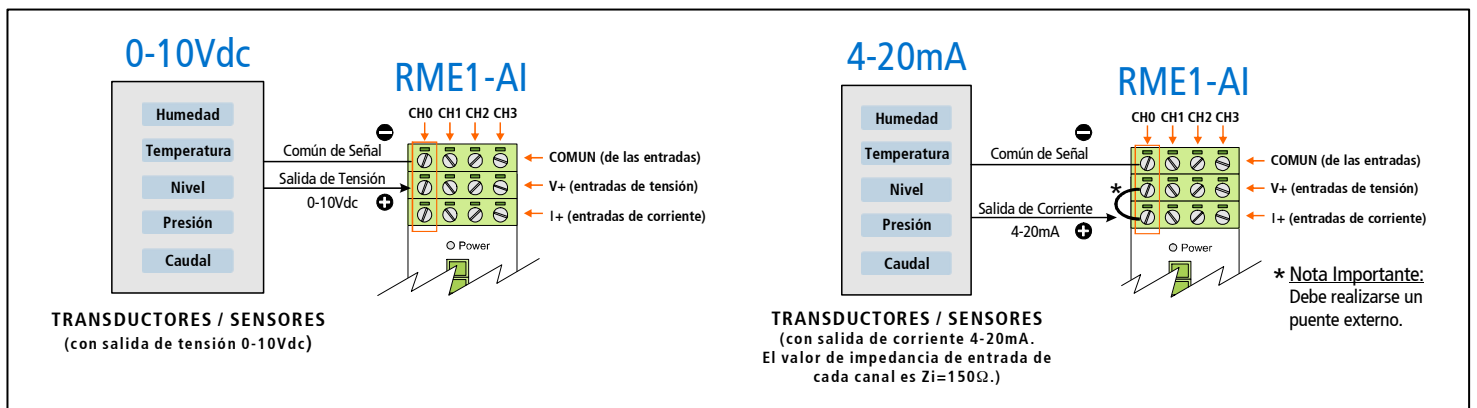 0-10Vdc
RME1-AI
CH0 CH1 CH2 CH3
Humedad
Temperatura
Nivel
Presión
Caudal
Común de Señal
Salida de Tensión
0-10Vdc
COMUN (de las entradas)
V+ (entradas de tensión)
I+ (entradas de corriente)
Power
TRANSDUCTORES / SENSORES
(con salida de tensión 0-10Vdc)
4-20mA
RME1-AI
CH0 CH1 CH2 CH3
Humedad
Temperatura
Nivel
Presión
Caudal
Común de Señal
Salida de Corriente
4-20mA
*
COMUN (de las entradas)
V+ (entradas de tensión)
I+ (entradas de corriente)
Power
* Nota Importante:
Debe realizarse un
puente externo.
TRANSDUCTORES / SENSORES
(con salida de corriente 4-20mA.
El valor de impedancia de entrada de
cada canal es Zi=150Ω.)